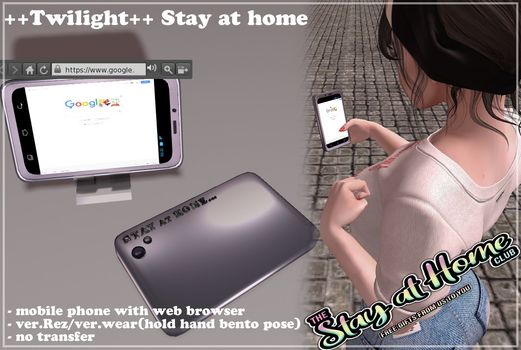 ++Twilight++ Stay at home
https://www.google.
Google
STAY AT HOME...
- mobile phone with web browser
- ver.Rez/ver.wear(hold hand bento pose)
- no transfer
THE
Stay at Home
CLUB
FREE GIFTS FROM US TO YOU